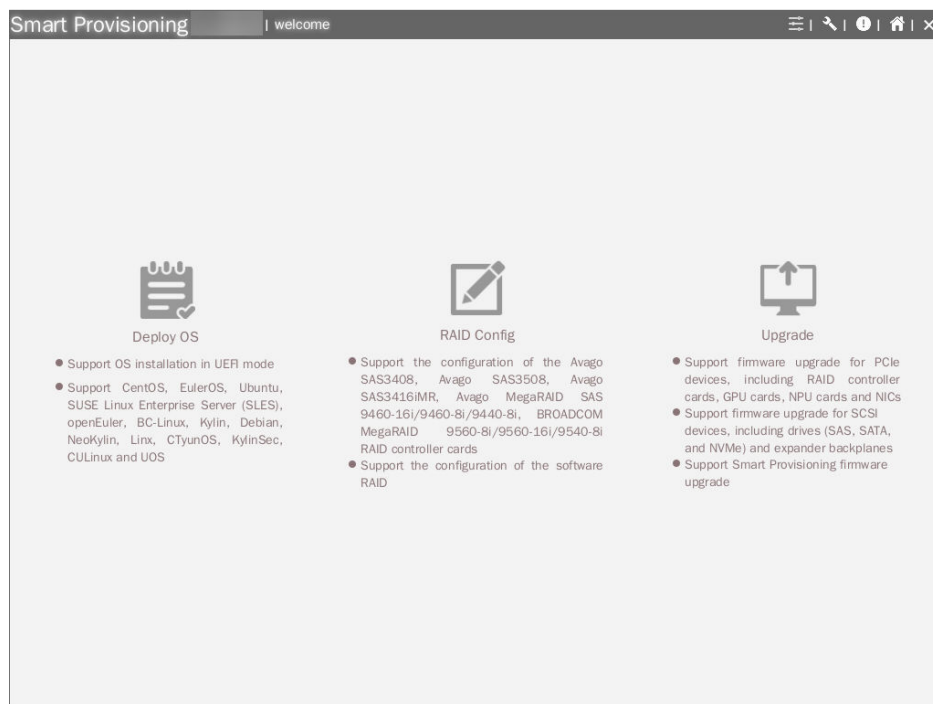 Smart Provisioning | welcome
Deploy OS
Support OS installation in UEFI mode
Support CentOS, EulerOS, Ubuntu,
SUSE Linux Enterprise Server (SLES),
openEuler, BC-Linux, Kylin, Debian,
NeoKylin, Linx, CTyunOS, KylinSec,
CULinux and UOS
RAID Config
Support the configuration of the Avago
SAS3408, Avago SAS3508, Avago
SAS3416iMR, Avago MegaRAID SAS
9460-16i/9460-8i/9440-8i, BROADCOM
MegaRAID 9560-8i/9560-16i/9540-8i
RAID controller cards
Support the configuration of the software
RAID
Upgrade
Support firmware upgrade for PCIe
devices, including RAID controller
cards, GPU cards, NPU cards and NICs
Support firmware upgrade for SCSI
devices, including drives (SAS, SATA,
and NVMe) and expander backplanes
Support Smart Provisioning firmware
upgrade